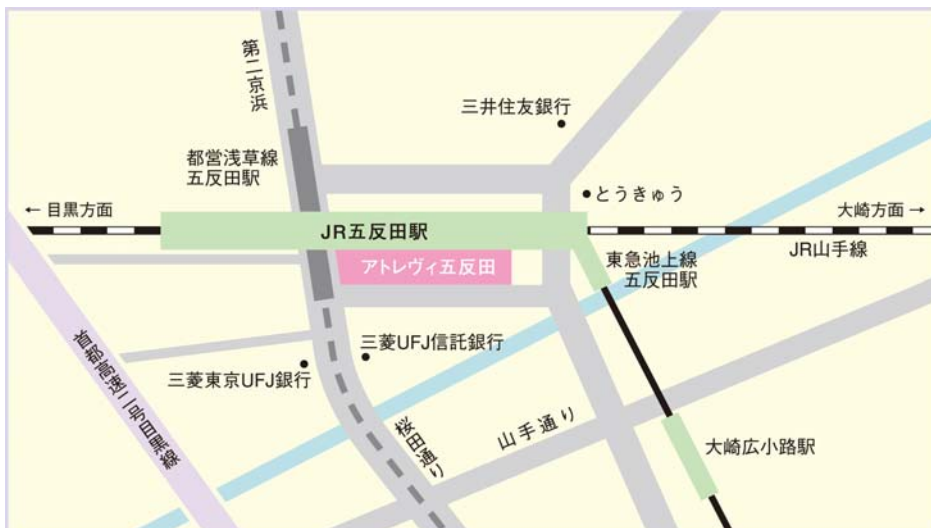 第二京浜
三井住友銀行
都営浅草線
五反田駅
とうきゅう
← 目黒方面
大崎方面 →
JR五反田駅
JR山手線
アトレヴィ五反田
東急池上線
五反田駅
首都高速二号目黒線
三菱UFJ信託銀行
三菱東京UFJ銀行
桜田通り
山手通り
大崎広小路駅